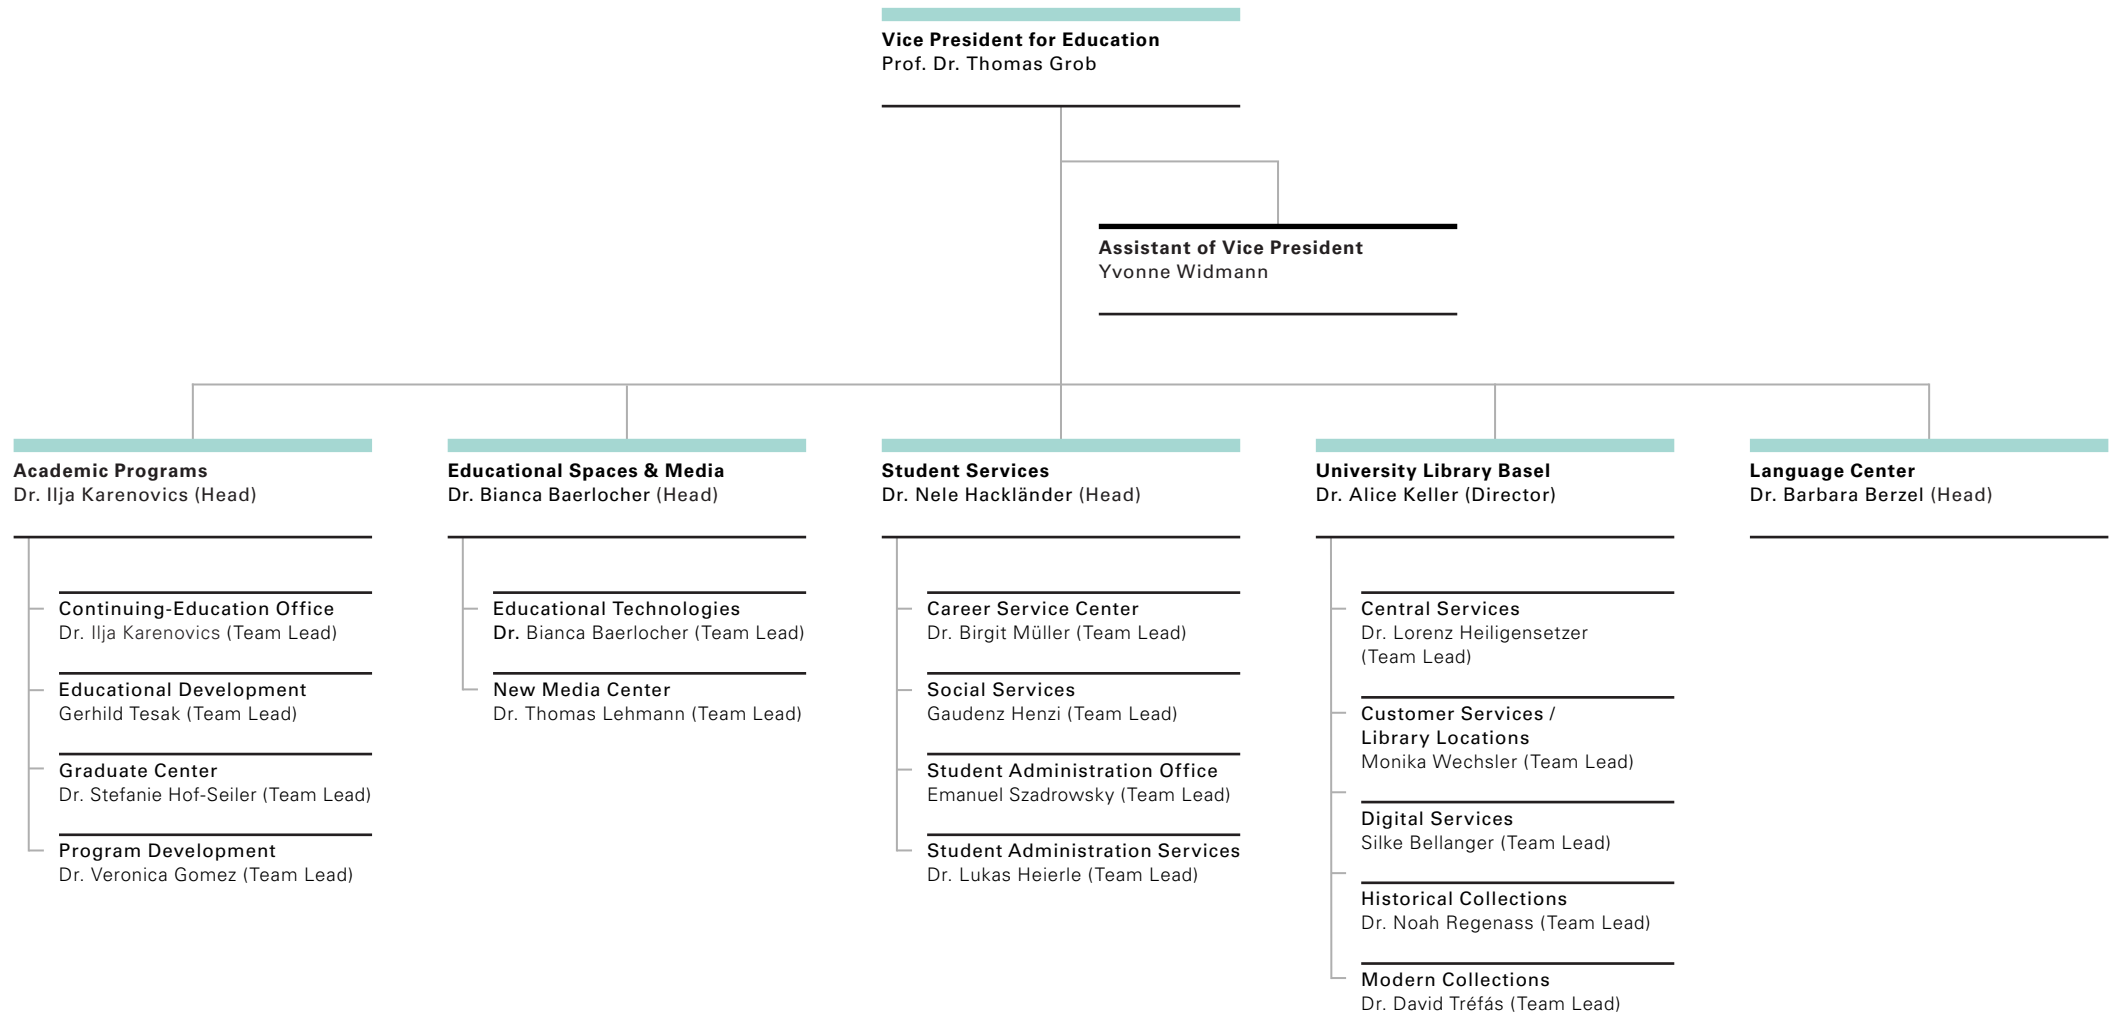 Vice President for Education
Prof. Dr. Thomas Grob
Assistant of Vice President
Yvonne Widmann
Academic Programs
Dr. Ilja Karenovics (Head)
Continuing-Education Office
Dr. Ilja Karenovics (Team Lead)
Educational Development
Gerhild Tesak (Team Lead)
Graduate Center
Dr. Stefanie Hof-Seiler (Team Lead)
Program Development
Dr. Veronica Gomez (Team Lead)
Educational Spaces & Media
Dr. Bianca Baerlocher (Head)
Educational Technologies
Dr. Bianca Baerlocher (Team Lead)
New Media Center
Dr. Thomas Lehmann (Team Lead)
Student Services
Dr. Nele Hackländer (Head)
Career Service Center
Dr. Birgit Müller (Team Lead)
Social Services
Gaudenz Henzi (Team Lead)
Student Administration Office
Emanuel Szadrowsky (Team Lead)
Student Administration Services
Dr. Lukas Heierle (Team Lead)
University Library Basel
Dr. Alice Keller (Director)
Central Services
Dr. Lorenz Heiligensetzer
(Team Lead)
Customer Services /
Library Locations
Monika Wechsler (Team Lead)
Digital Services
Silke Bellanger (Team Lead)
Historical Collections
Dr. Noah Regenass (Team Lead)
Modern Collections
Dr. David Tréfás (Team Lead)
Language Center
Dr. Barbara Berzel (Head)